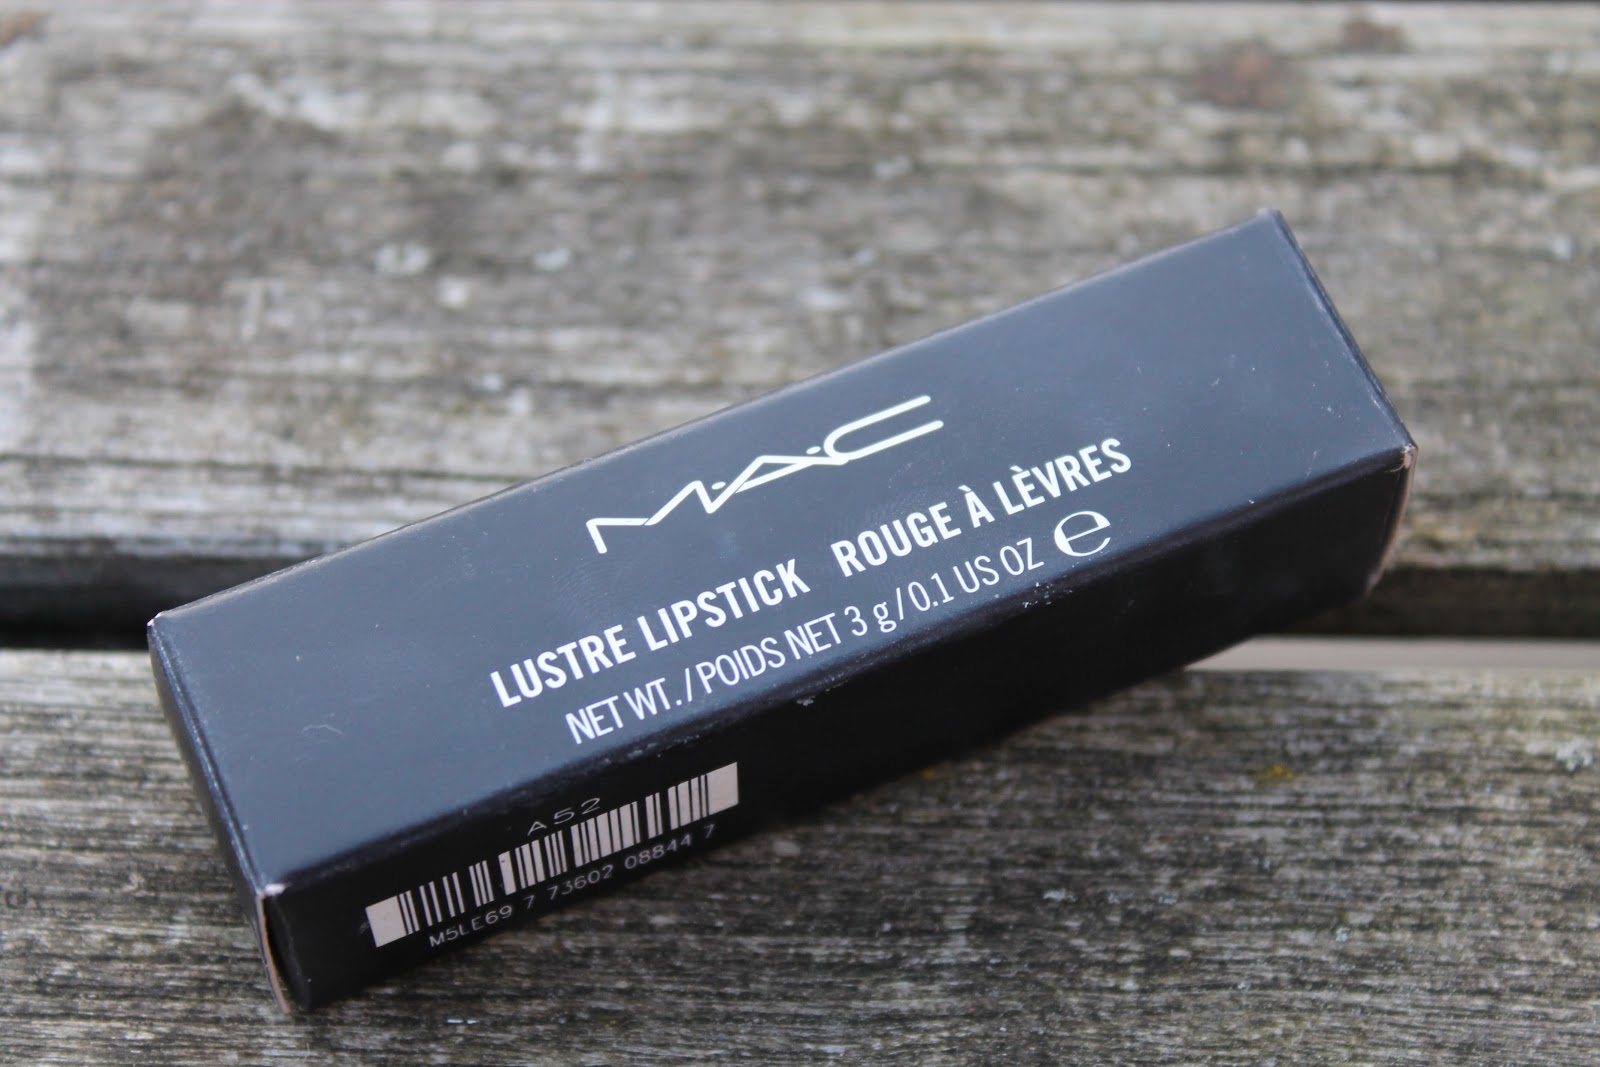 M·A·C
LUSTRE LIPSTICK ROUGE À LÈVRES
NET WT./POIDS NET 3 g/0.1 US OZ ℮
A52
M5LE69 7 73602 08844 7